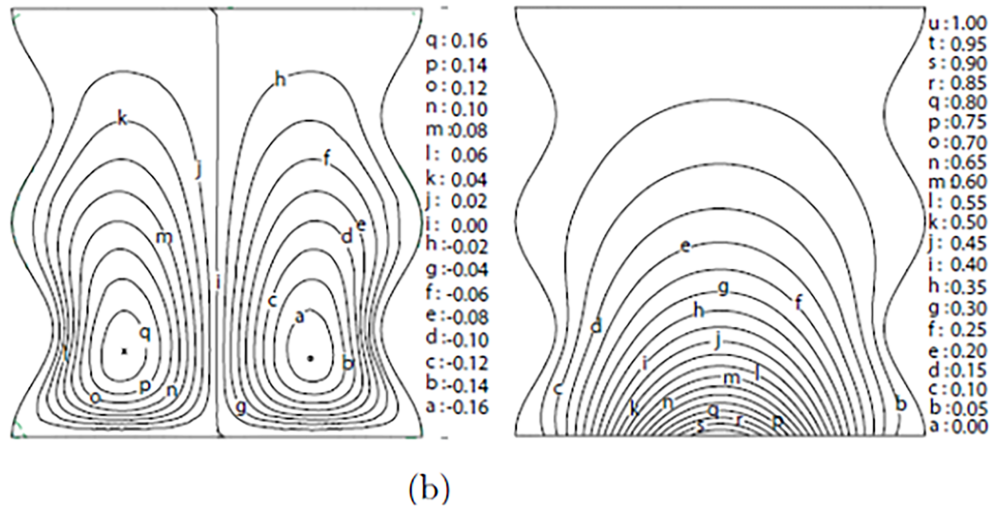 q: 0.16
p: 0.14
o: 0.12
n: 0.10
m:0.08
l: 0.06
k: 0.04
j: 0.02
i: 0.00
h:-0.02
g:-0.04
f:-0.06
e:-0.08
d:-0.10
c:-0.12
b:-0.14
a:-0.16
h
k
f
j
m
d
e
i
c
a
q
b
o
p
n
g
u:1.00
t:0.95
s:0.90
r:0.85
q:0.80
p:0.75
o:0.70
n:0.65
m:0.60
l:0.55
k:0.50
j:0.45
i:0.40
h:0.35
g:0.30
f:0.25
e:0.20
d:0.15
c:0.10
b:0.05
a:0.00
e
g
f
h
d
j
i
m
l
c
k
n
q
b
s
r
p
(b)